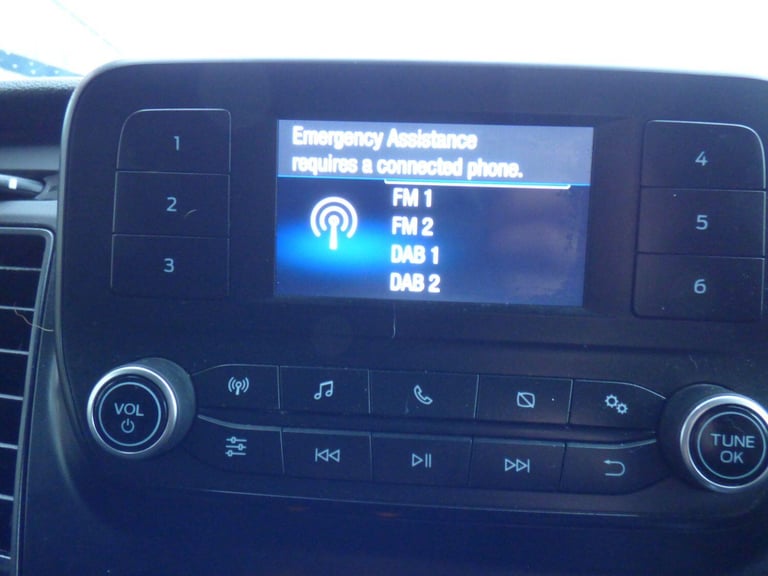 Emergency Assistance
requires a connected phone.
FM 1
FM 2
DAB 1
DAB 2
1
2
3
4
5
6
VOL
TUNE
OK